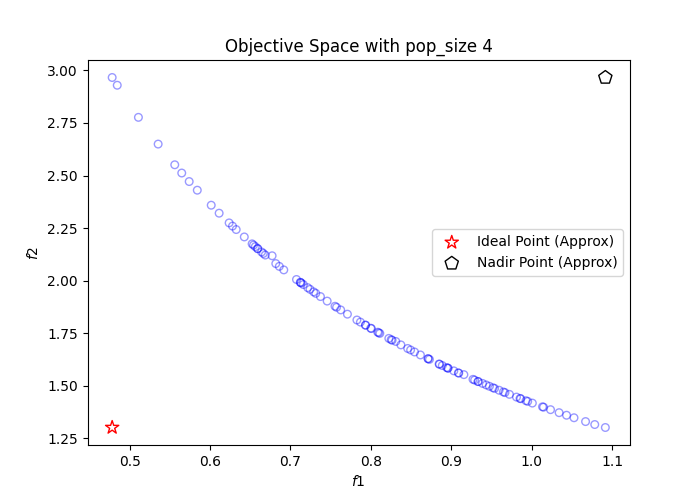 Objective Space with pop_size 4
3.00
2.75
2.50
2.25
2.00
1.75
1.50
1.25
f2
Ideal Point (Approx)
Nadir Point (Approx)
0.5 0.6 0.7 0.8 0.9 1.0 1.1
f1